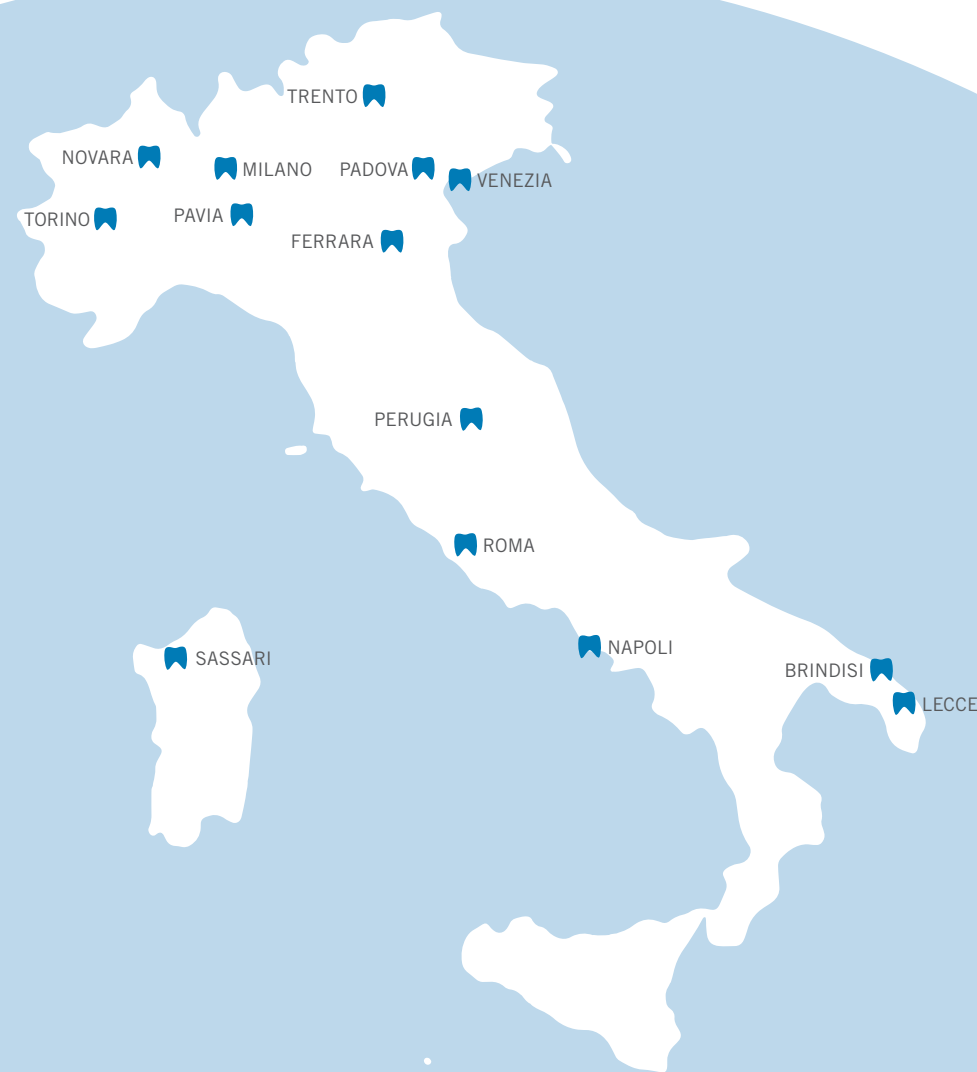 TRENTO
NOVARA
MILANO
PADOVA
VENEZIA
TORINO
PAVIA
FERRARA
PERUGIA
ROMA
NAPOLI
SASSARI
BRINDISI
LECCE